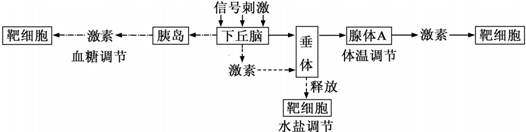 信号刺激
靶细胞 激素 胰岛 下丘脑 垂体 腺体A 激素 靶细胞
血糖调节 体温调节
激素
释放
靶细胞
水盐调节